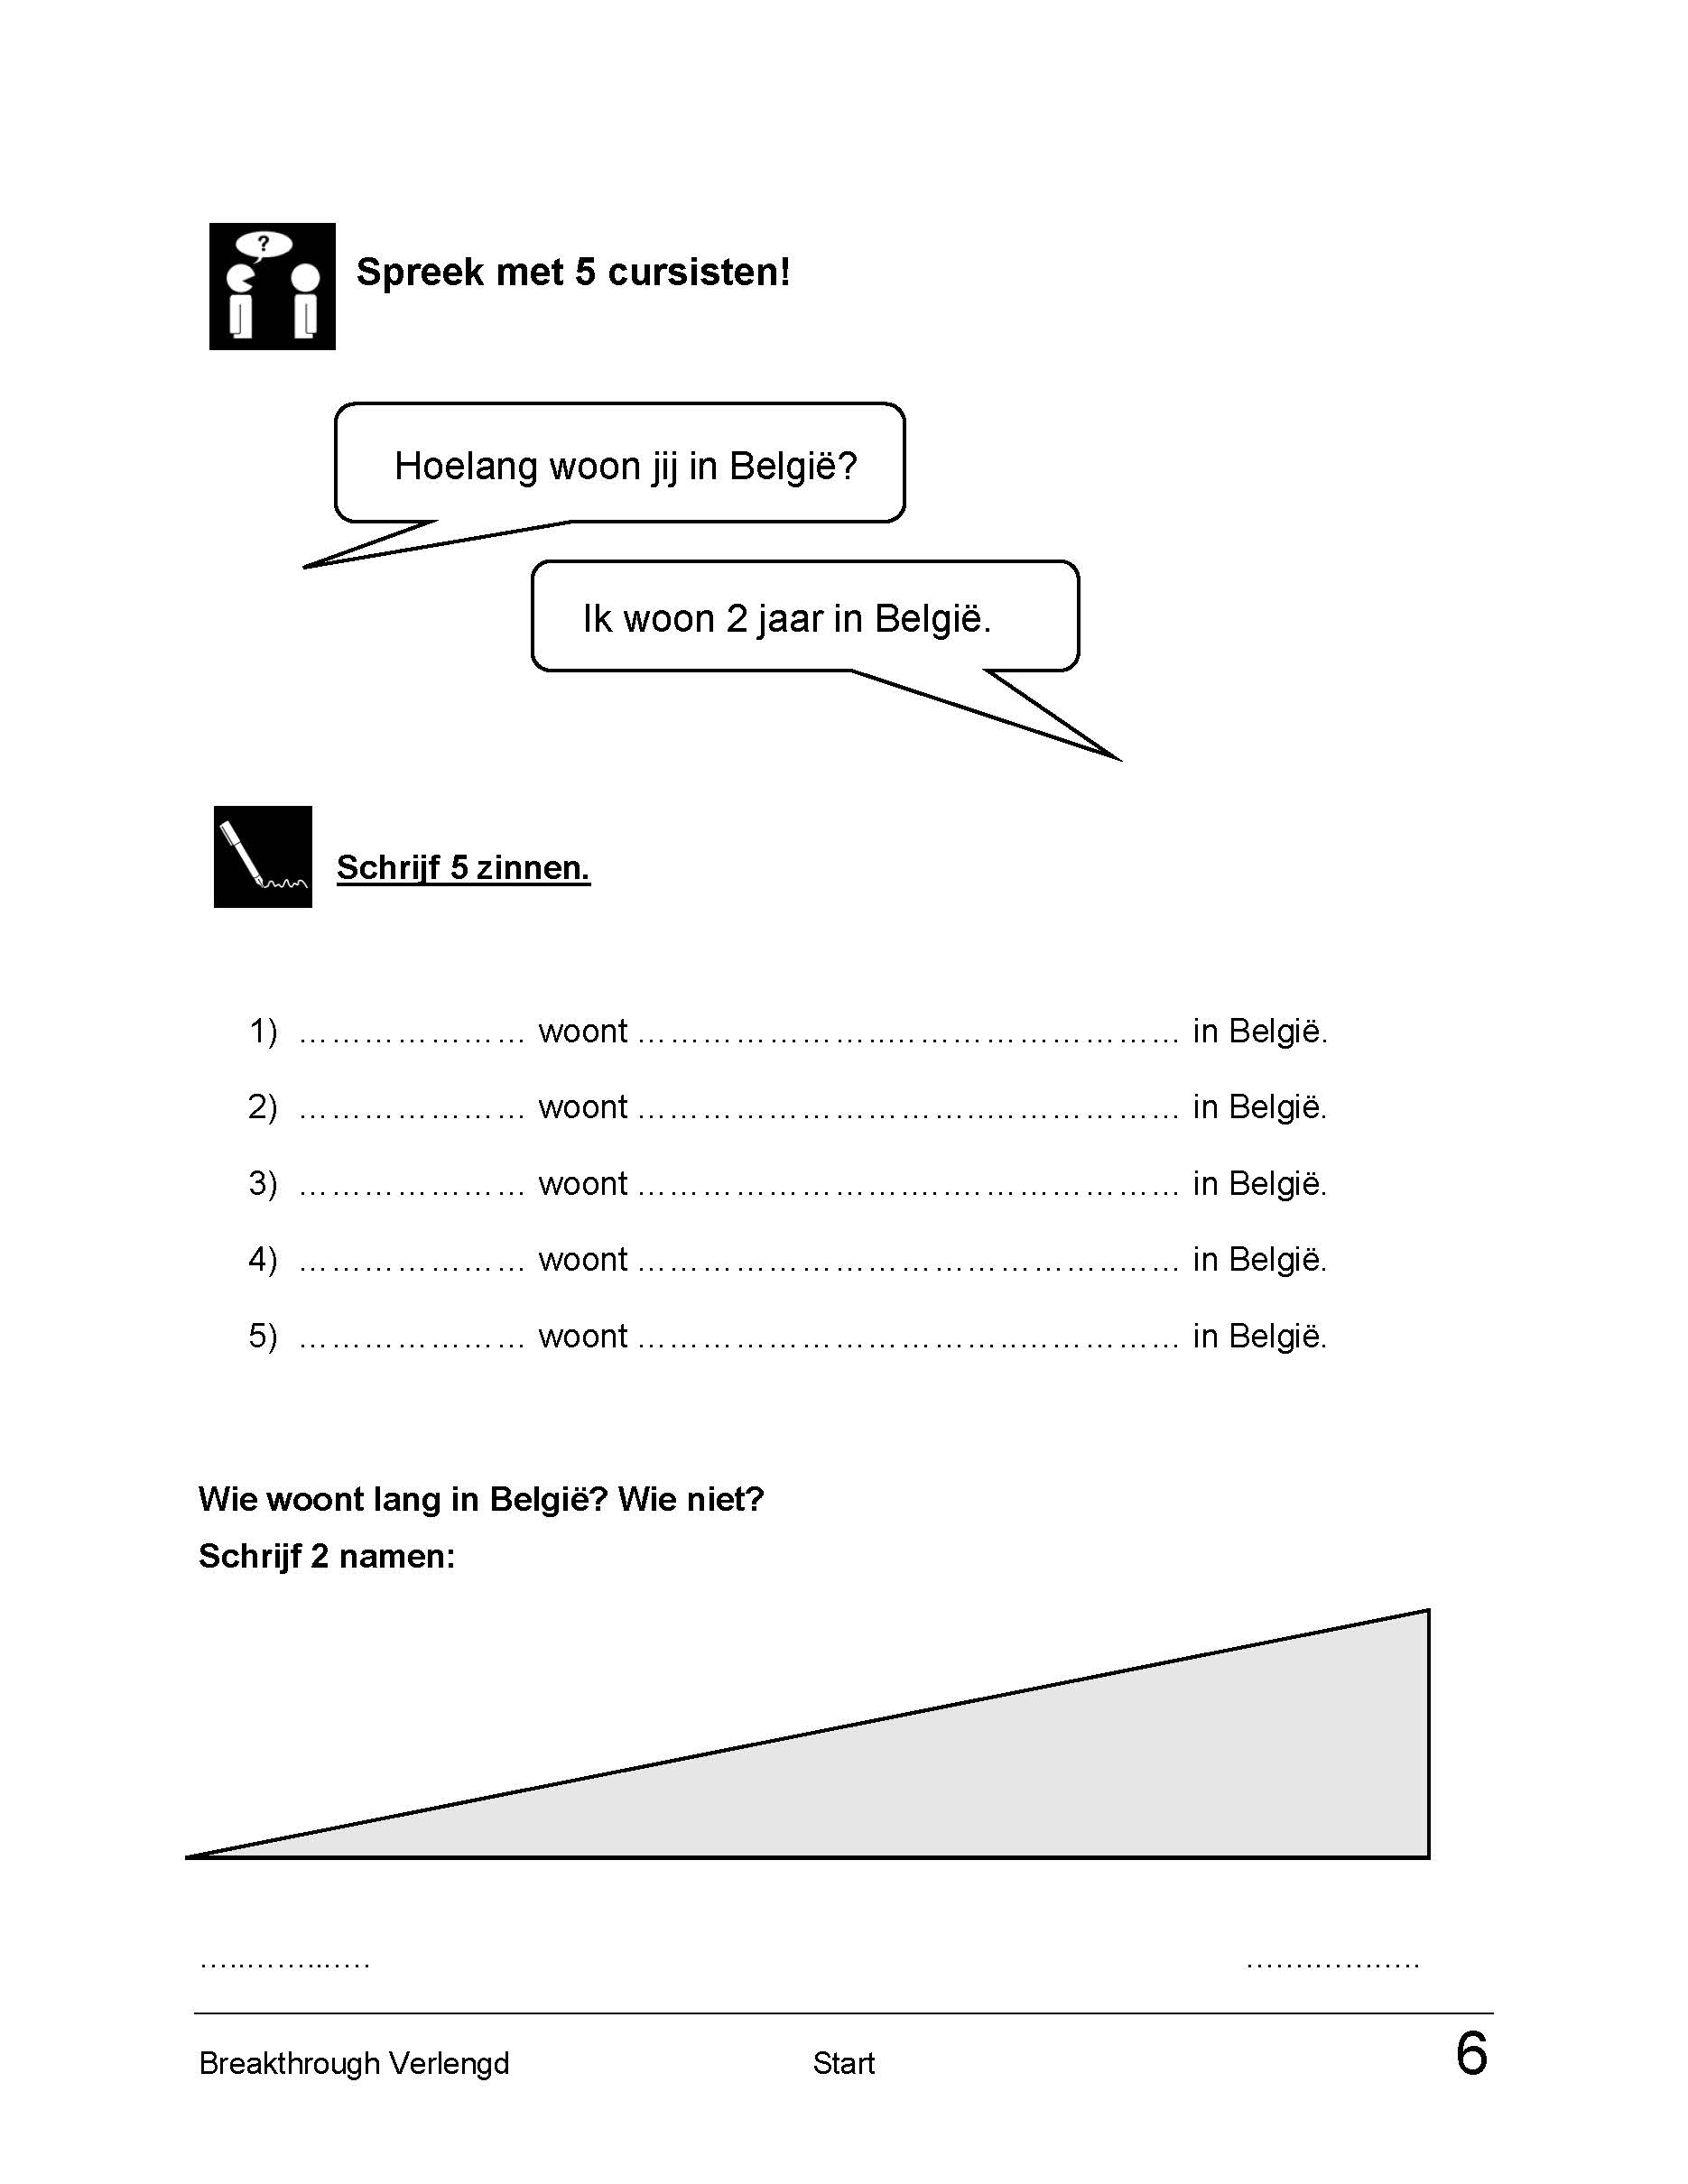 ?
Spreek met 5 cursisten!
Hoelang woon jij in België?
Ik woon 2 jaar in België.
Schrijf 5 zinnen.
1) ………………… woont …………………..…………………… in België.
2) ………………… woont …………………………..……………… in België.
3) ………………… woont …………………….………………… in België.
4) ………………… woont ……………………………………..…… in België.
5) ………………… woont ……………………………..…………… in België.
Wie woont lang in België? Wie niet?
Schrijf 2 namen:
…..……..…. ……………….
Breakthrough Verlengd Start 6